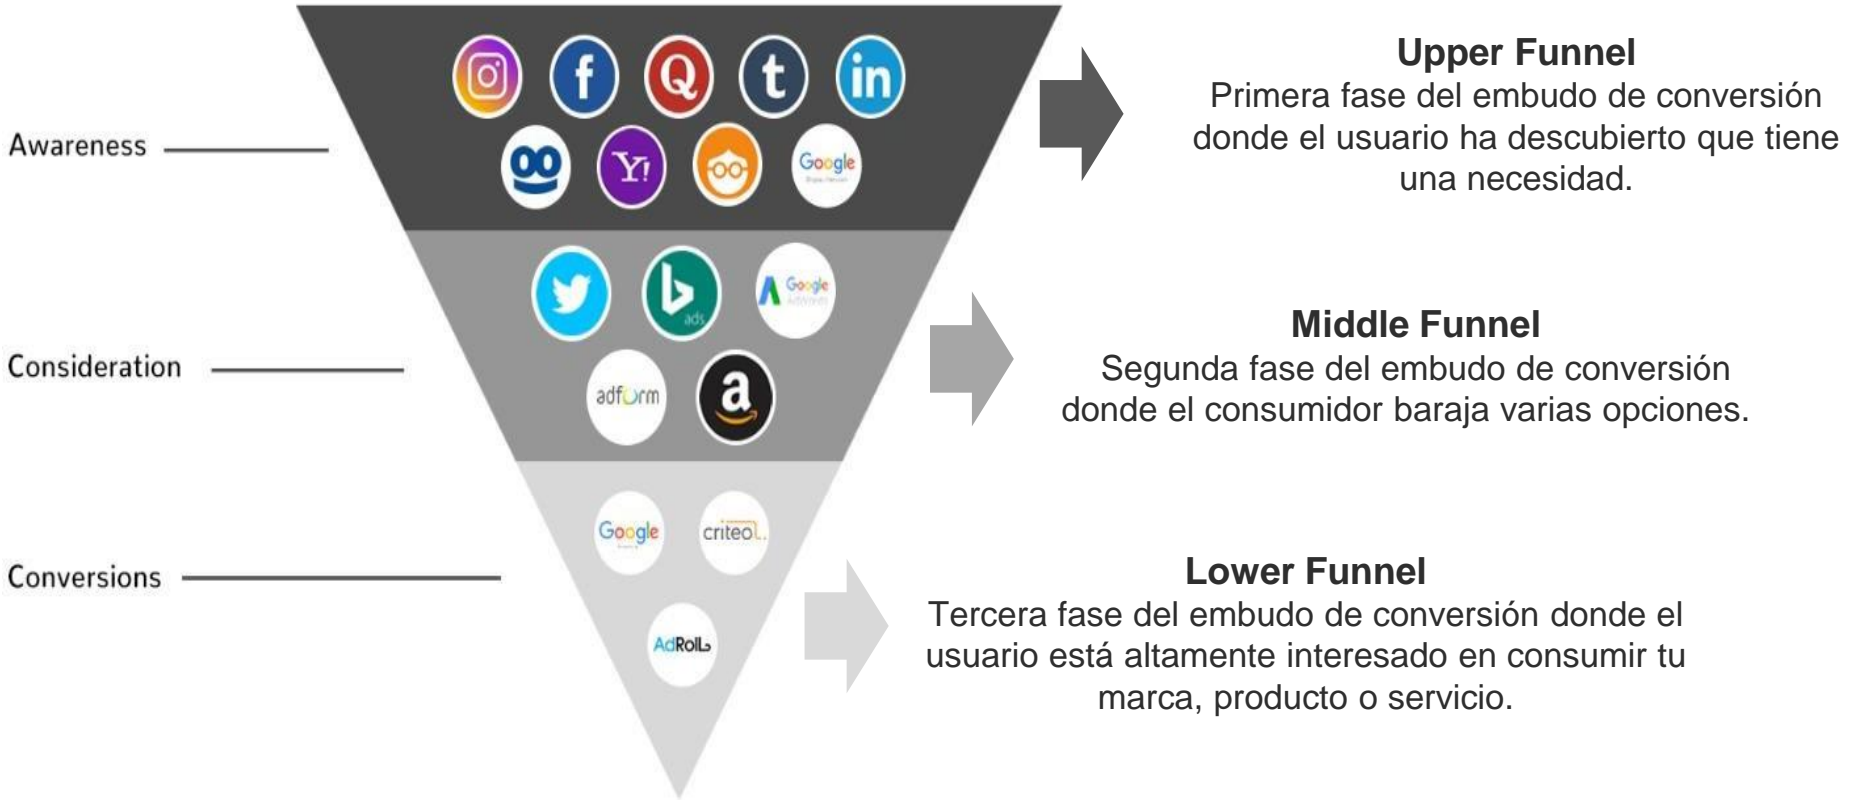 Awareness
Google
Upper Funnel
Primera fase del embudo de conversión
donde el usuario ha descubierto que tiene
una necesidad.
Consideration
b
ads
Google
AdWords
adform
a
Middle Funnel
Segunda fase del embudo de conversión
donde el consumidor baraja varias opciones.
Conversions
Google
criteo.
AdRoll
Lower Funnel
Tercera fase del embudo de conversión donde el
usuario está altamente interesado en consumir tu
marca, producto o servicio.